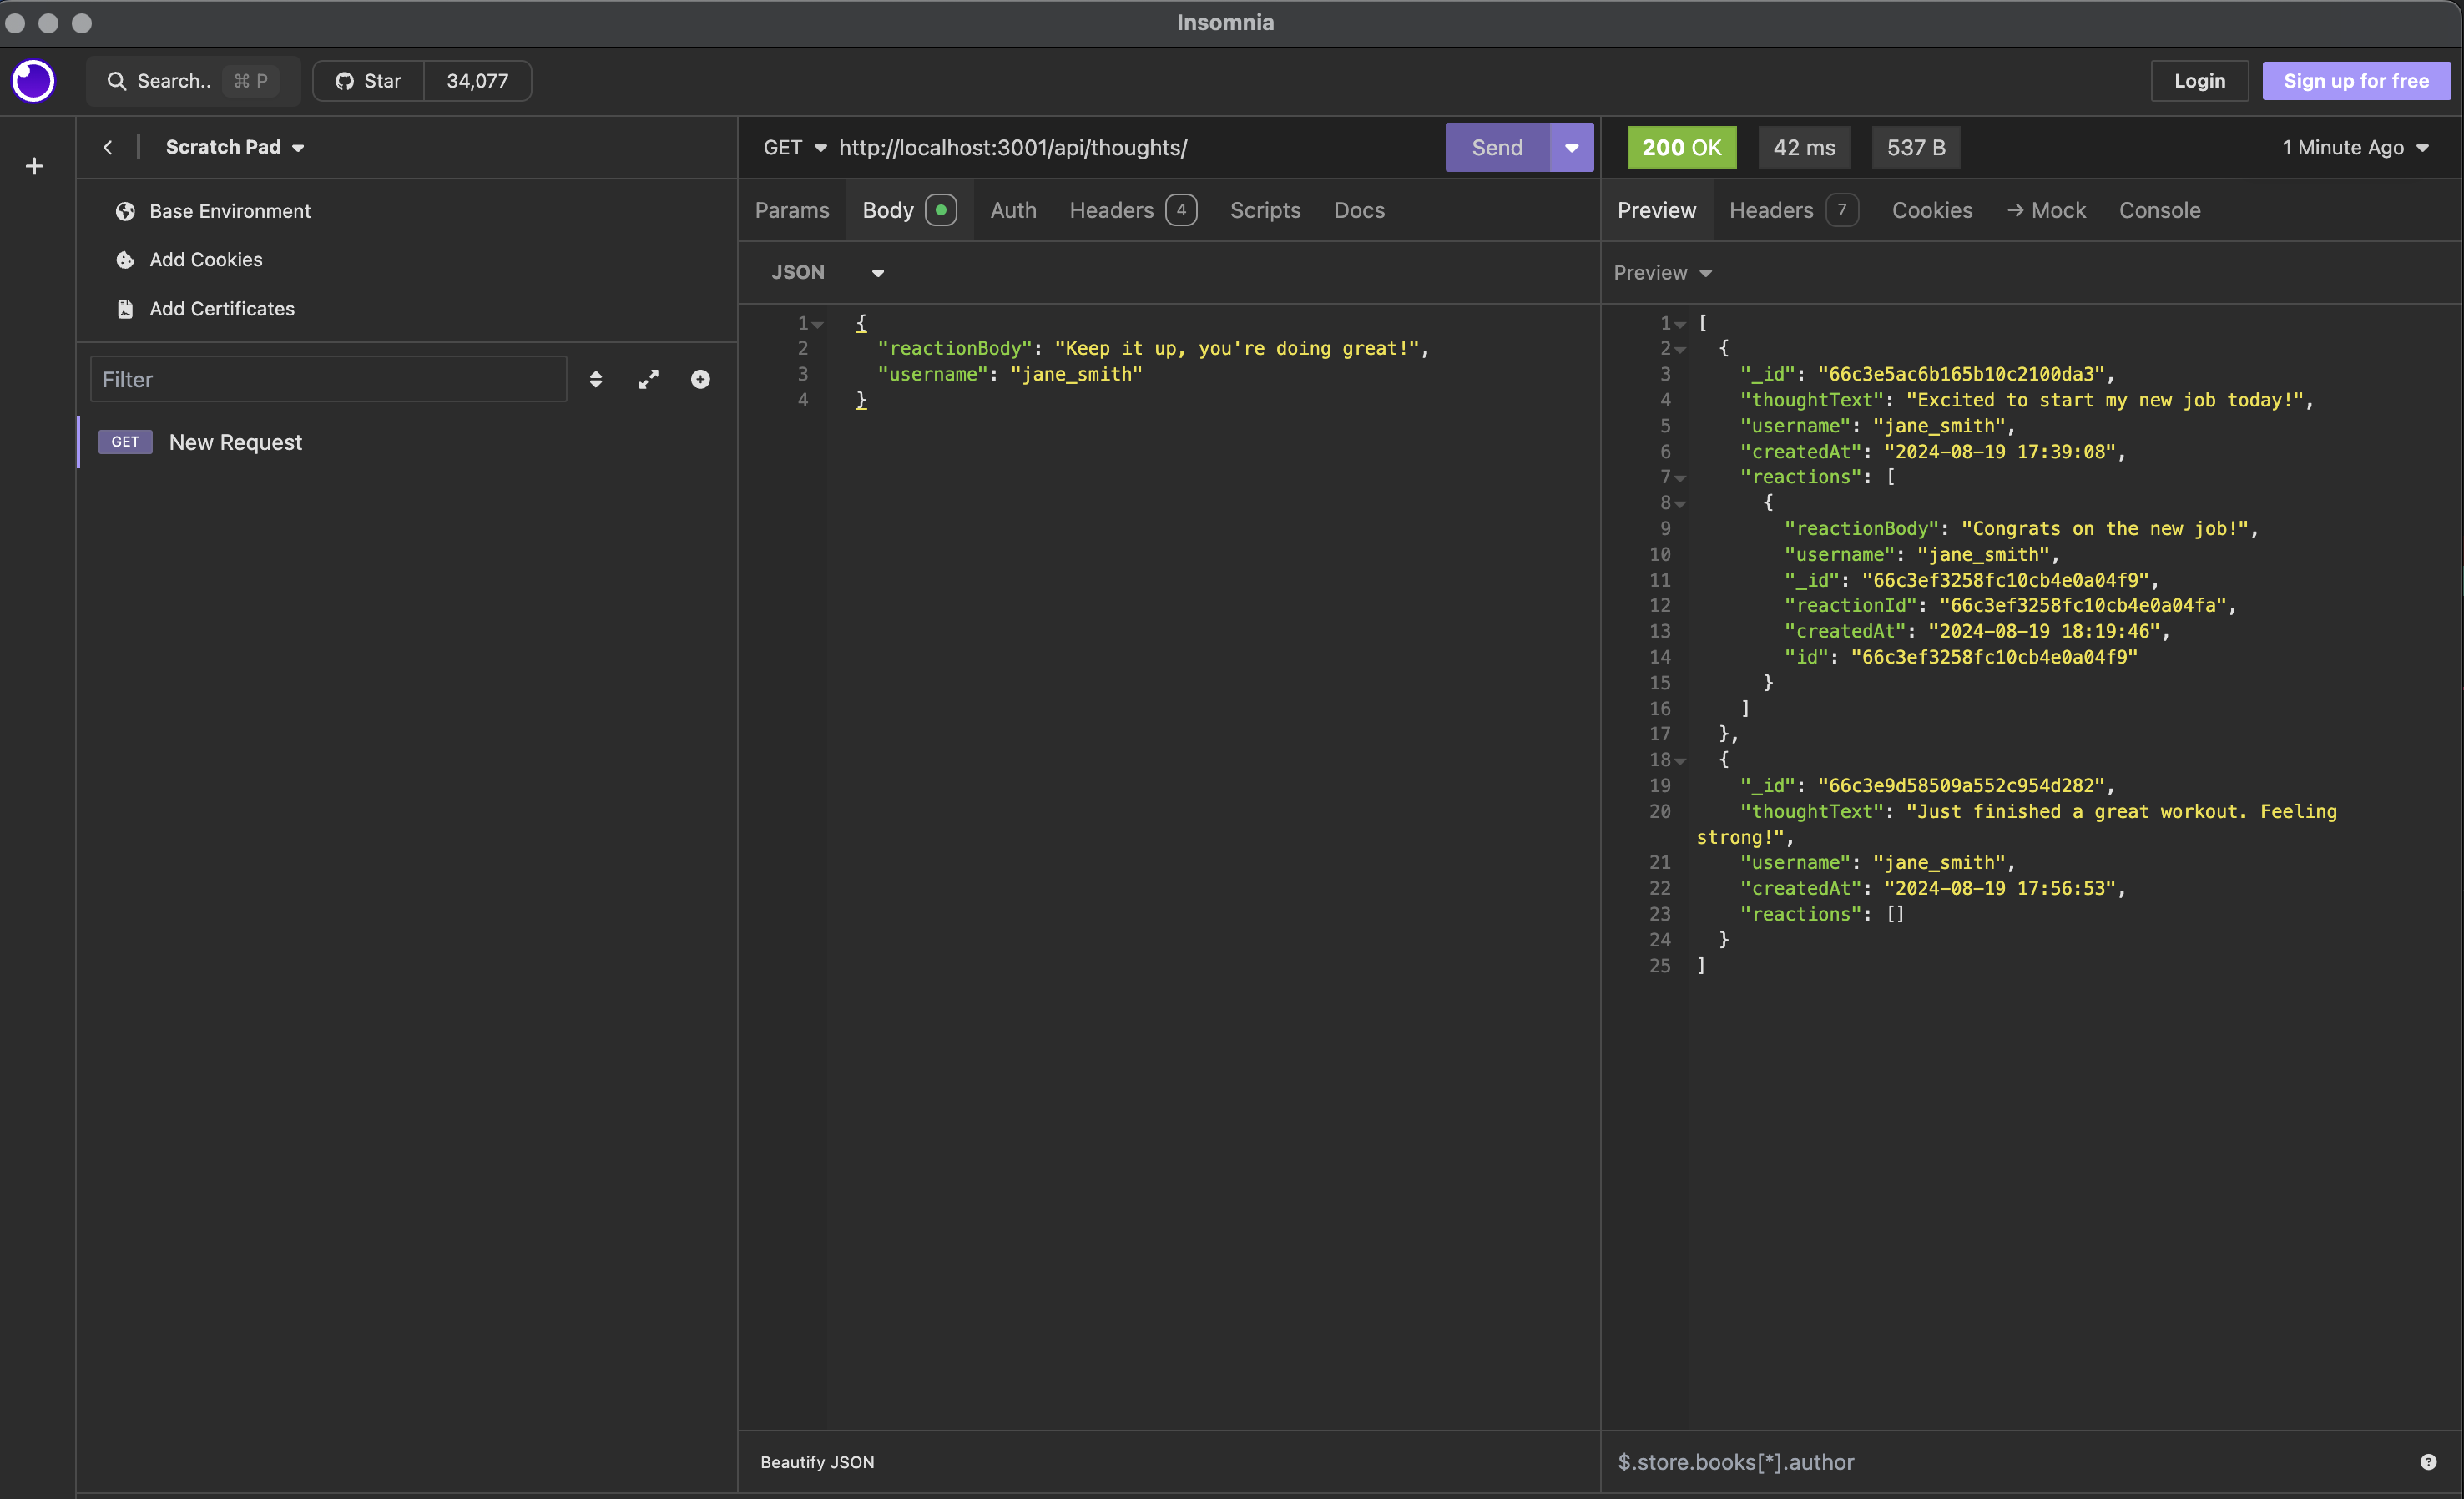 Insomnia
Search.. ⌘ P
Star 34,077
Login
Sign up for free
Scratch Pad
Base Environment
Add Cookies
Add Certificates
Filter
GET New Request
GET http://localhost:3001/api/thoughts/
Send
Params Body Auth Headers 4 Scripts Docs
JSON
1 {
2 "reactionBody": "Keep it up, you're doing great!",
3 "username": "jane_smith"
4 }
Beautify JSON
200 OK 42 ms 537 B 1 Minute Ago
Preview Headers 7 Cookies → Mock Console
Preview
1 [
2 {
3 "_id": "66c3e5ac6b165b10c2100da3",
4 "thoughtText": "Excited to start my new job today!",
5 "username": "jane_smith",
6 "createdAt": "2024-08-19 17:39:08",
7 "reactions": [
8 {
9 "reactionBody": "Congrats on the new job!",
10 "username": "jane_smith",
11 "_id": "66c3ef3258fc10cb4e0a04f9",
12 "reactionId": "66c3ef3258fc10cb4e0a04fa",
13 "createdAt": "2024-08-19 18:19:46",
14 "id": "66c3ef3258fc10cb4e0a04f9"
15 }
16 ]
17 },
18 {
19 "_id": "66c3e9d58509a552c954d282",
20 "thoughtText": "Just finished a great workout. Feeling
strong!",
21 "username": "jane_smith",
22 "createdAt": "2024-08-19 17:56:53",
23 "reactions": []
24 }
25 ]
$.store.books[*].author